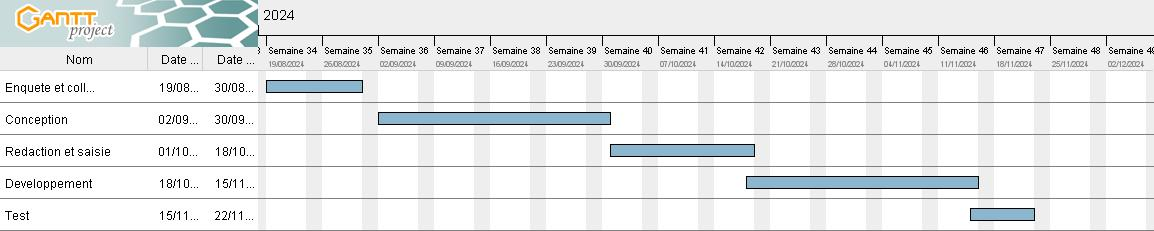 GANTT project
2024
3 Semaine 34 Semaine 35 Semaine 36 Semaine 37 Semaine 38 Semaine 39 Semaine 40 Semaine 41 Semaine 42 Semaine 43 Semaine 44 Semaine 45 Semaine 46 Semaine 47 Semaine 48 Semaine 49
Nom Date ... Date ...
19/08/2024 26/08/2024 02/09/2024 09/09/2024 16/09/2024 23/09/2024 30/09/2024 07/10/2024 14/10/2024 21/10/2024 28/10/2024 04/11/2024 11/11/2024 18/11/2024 25/11/2024 02/12/2024
Enquete et coll... 19/08... 30/08...
Conception 02/09... 30/09...
Redaction et saisie 01/10... 18/10...
Developpement 18/10... 15/11...
Test 15/11... 22/11...